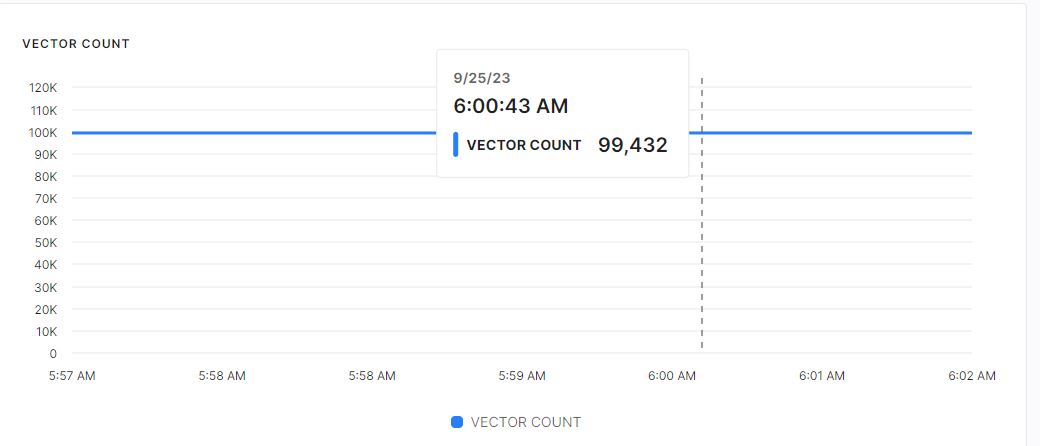 VECTOR COUNT
9/25/23
6:00:43 AM
VECTOR COUNT 99,432
120K
110K
100K
90K
80K
70K
60K
50K
40K
30K
20K
10K
0
5:57 AM 5:58 AM 5:58 AM 5:59 AM 6:00 AM 6:01 AM 6:02 AM
VECTOR COUNT